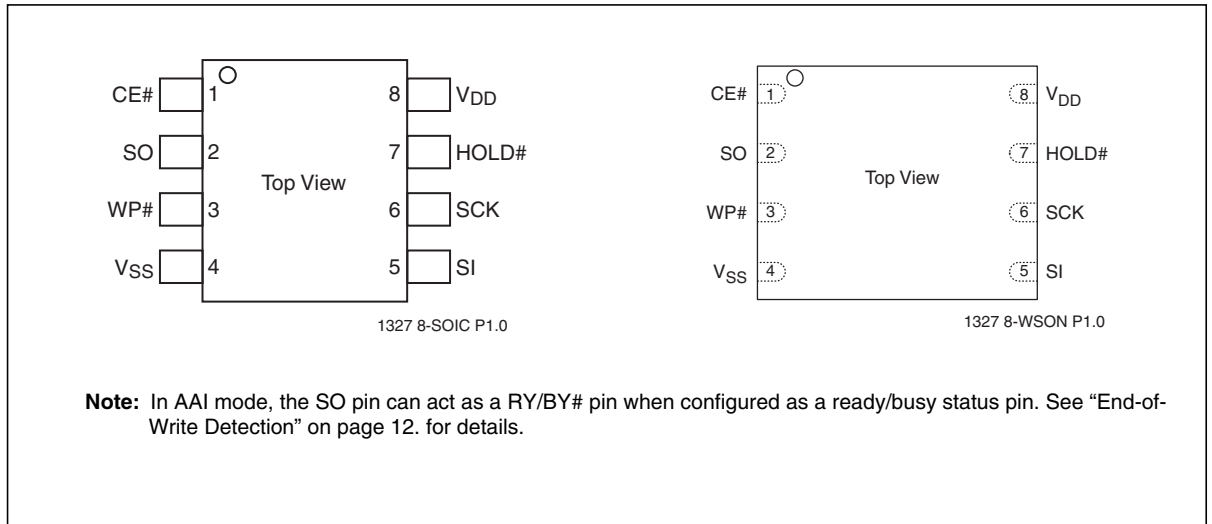 CE# 1 8 VDD
SO 2 7 HOLD#
Top View
WP# 3 6 SCK
VSS 4 5 SI
1327 8-SOIC P1.0
CE# 1 8 VDD
SO 2 7 HOLD#
Top View
WP# 3 6 SCK
VSS 4 5 SI
1327 8-WSON P1.0
Note: In AAI mode, the SO pin can act as a RY/BY# pin when configured as a ready/busy status pin. See “End-of-
Write Detection” on page 12. for details.